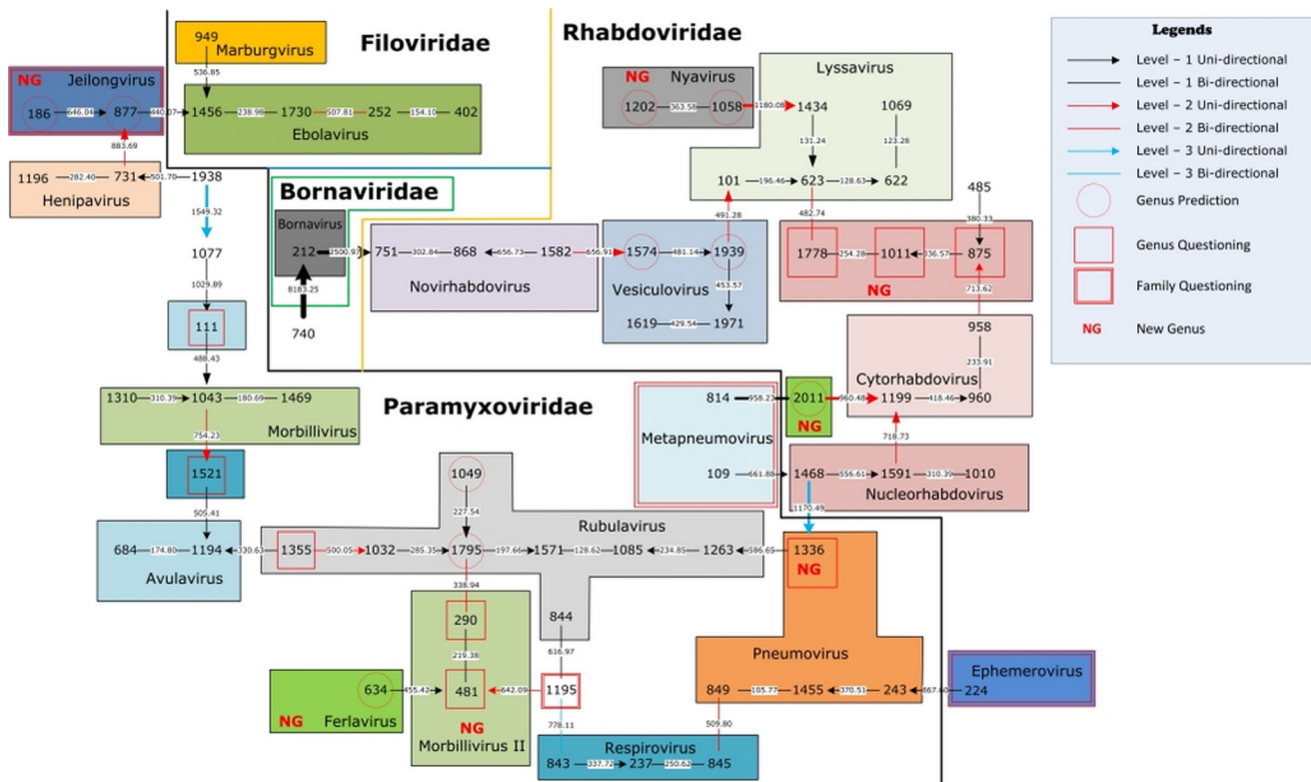 949
Marburgvirus
Filoviridae
Rhabdoviridae
Legends
Level – 1 Uni-directional
Level – 1 Bi-directional
Level – 2 Uni-directional
Level – 2 Bi-directional
Level – 3 Uni-directional
Level – 3 Bi-directional
Genus Prediction
Genus Questioning
Family Questioning
NG New Genus
536.85
NG Jeilongvirus
186 646.04 877 440.07 1456 238.98 1730 507.81 252 154.10 402
Ebolavirus
883.69
1196 282.40 731 501.70 1938
Henipavirus
1549.32
1077
1029.89
111
488.43
NG Nyavirus
1202 363.58 1058 1180.08 1434
Lyssavirus
1069
131.24
123.28
101 196.46 623 128.63 622
491.28
482.74
485
380.33
1778 254.28 1011 336.57 875
NG
713.62
Bornaviridae
Bornavirus
212 2500.97 751 302.84 868 656.73 1582 656.91 1574 481.14 1939
8183.25
740
Novirhabdovirus
Vesiculovirus
453.57
1619 429.54 1971
958
233.91
Cytorhabdovirus
1199 418.46 960
1310 310.39 1043 180.69 1469
Morbillivirus
Paramyxoviridae
814 958.23 2011 960.48
NG
Metapneumovirus
718.73
109 661.88 1468 556.61 1591 310.39 1010
Nucleorhabdovirus
1170.49
754.23
1521
505.41
684 174.80 1194 330.63 1355 500.05 1032 285.35 1795 197.66 1571 128.62 1085 234.85 1263 586.65 1336
NG
Avulavirus
1049
227.54
Rubulavirus
338.94
290
219.38
844
616.97
634 455.42 481 642.09 1195
NG Ferlavirus
NG
Morbillivirus II
778.11
Respirovirus
843 337.72 237 250.62 845
509.80
Pneumovirus
849 105.77 1455 370.51 243 867.60 224
Ephemerovirus